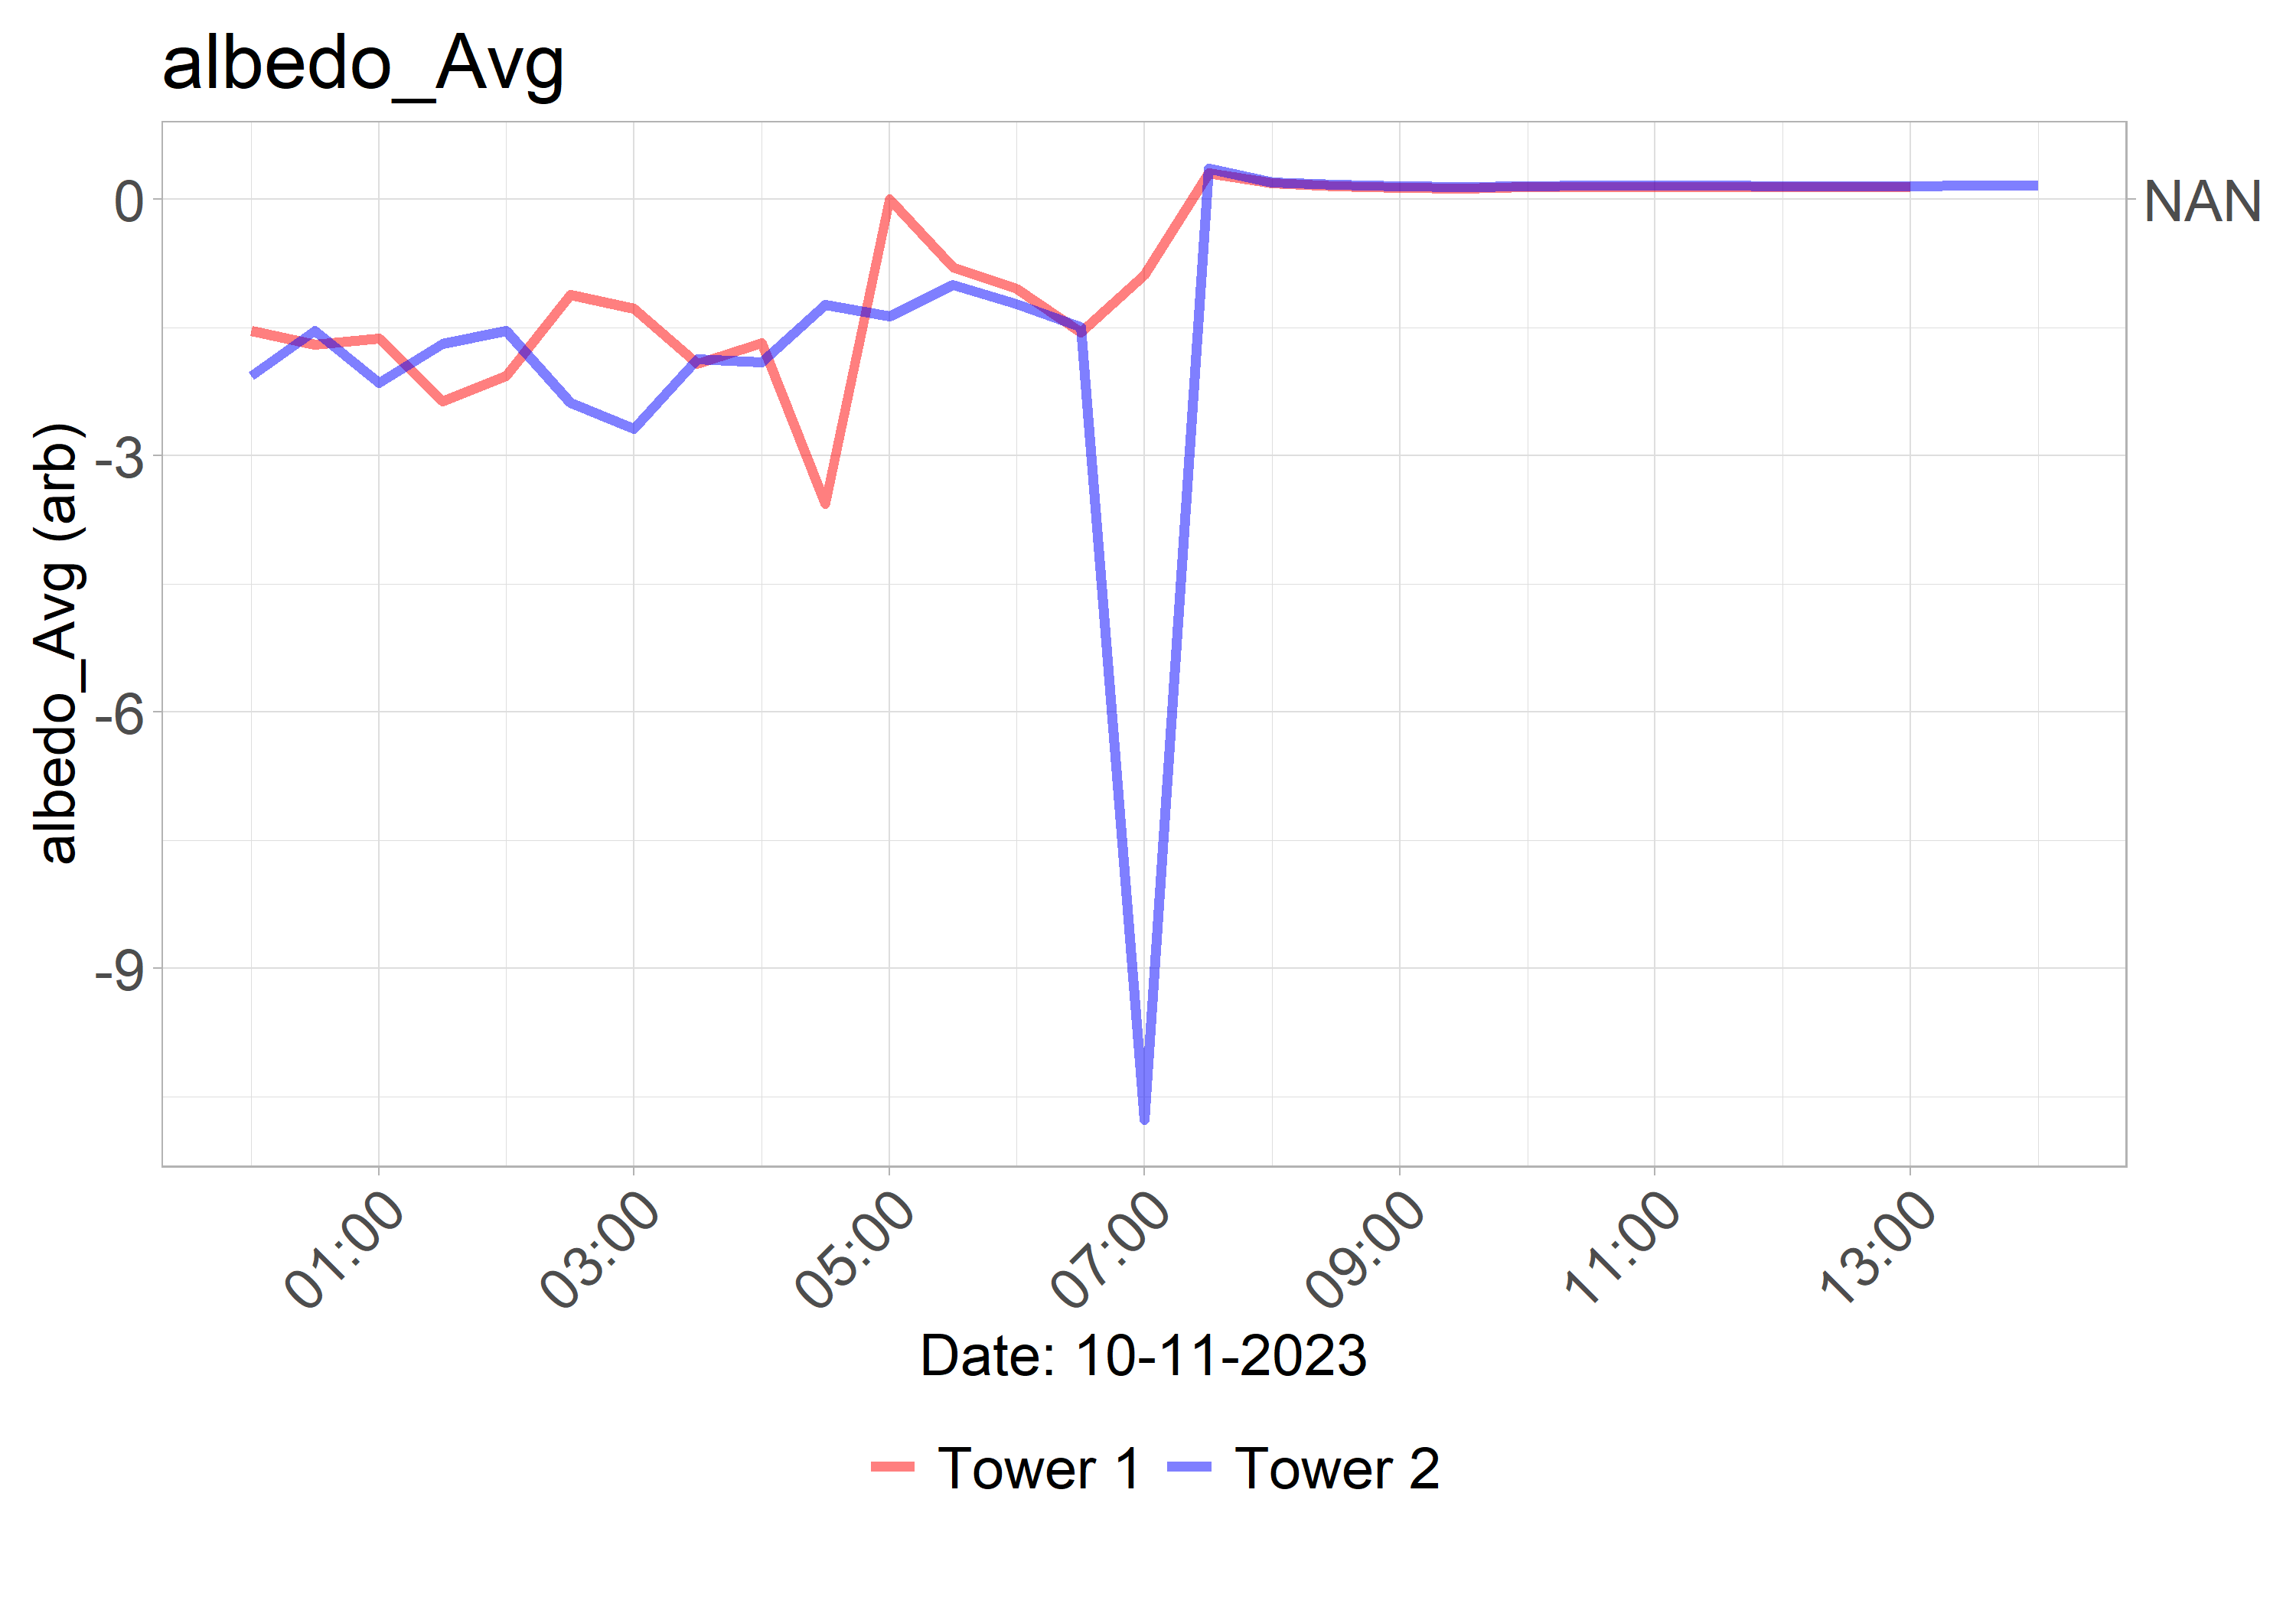 albedo_Avg
albedo_Avg (arb)
0
-3
-6
-9
NAN
01:00
03:00
05:00
07:00
09:00
11:00
13:00
Date: 10-11-2023
Tower 1
Tower 2